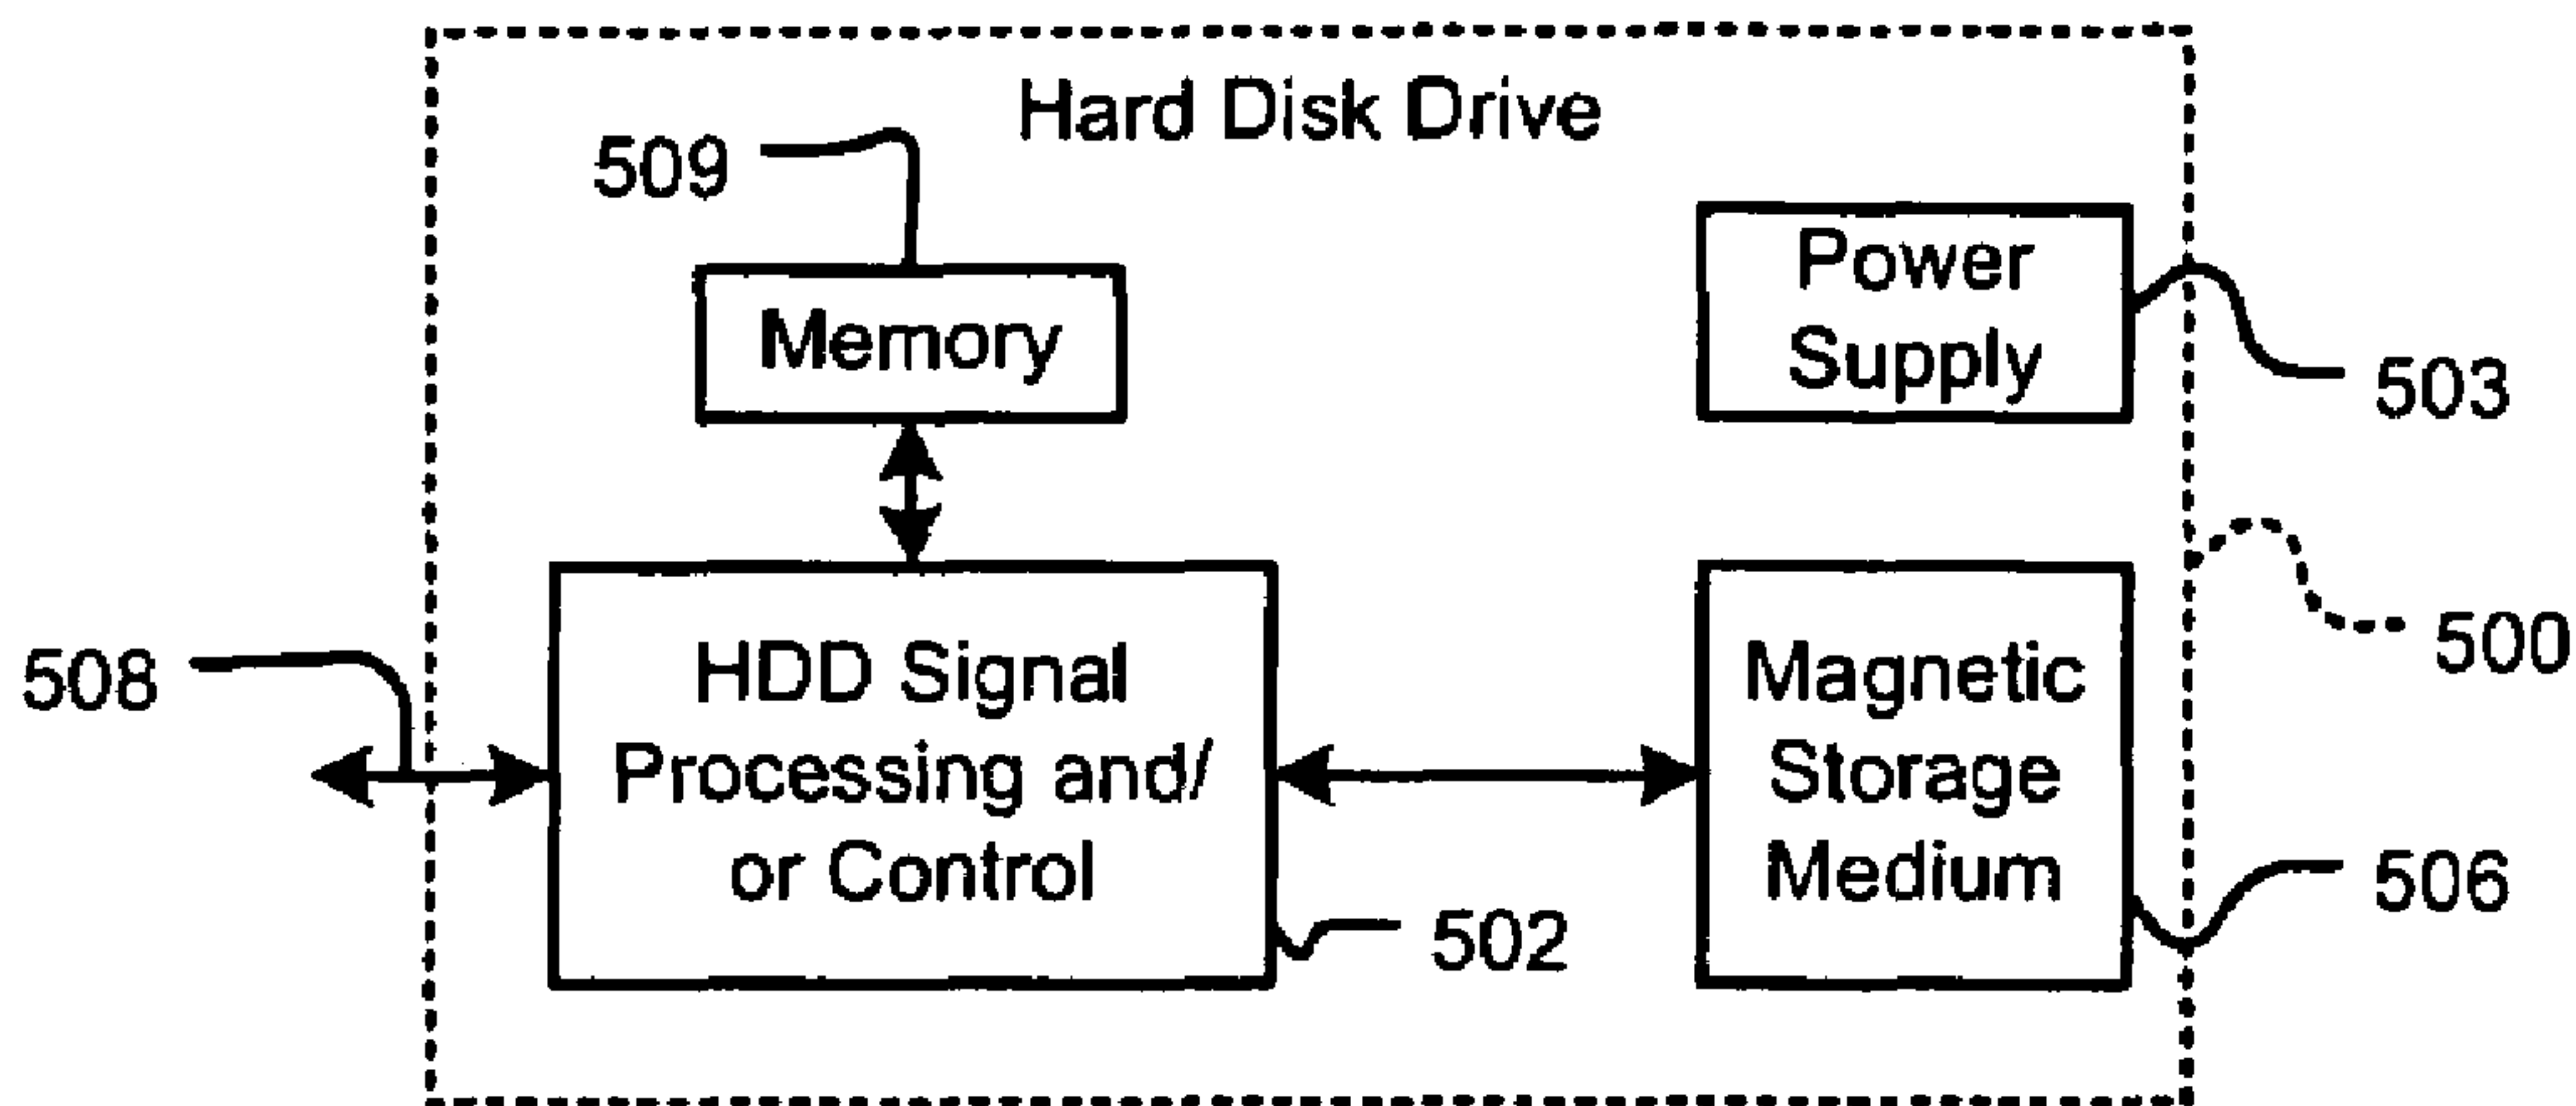 Hard Disk Drive
509
Memory
Power
Supply
503
500
508
HDD Signal
Processing and/
or Control
502
Magnetic
Storage
Medium
506